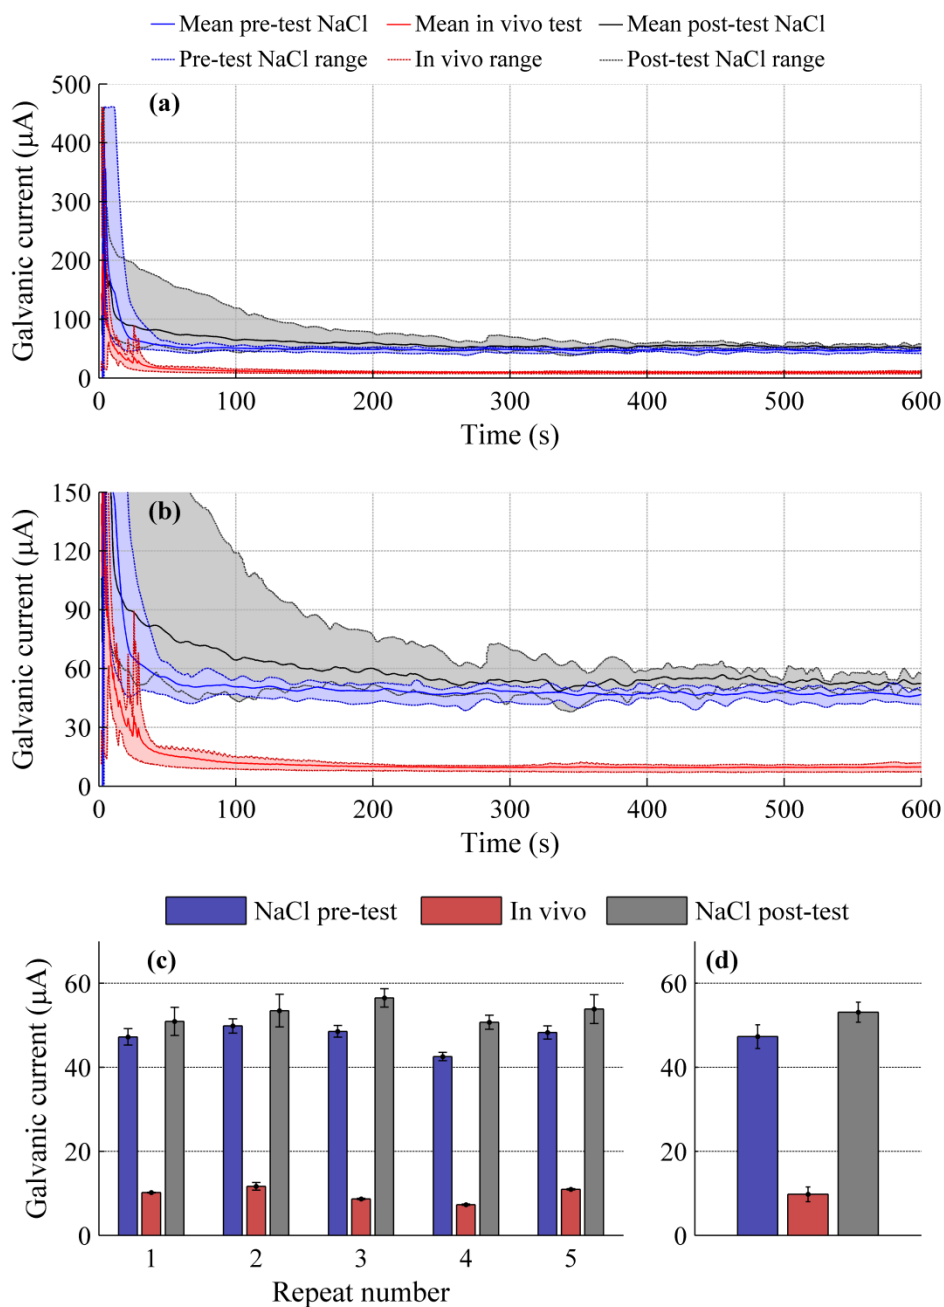 Mean pre-test NaCl Mean in vivo test Mean post-test NaCl
Pre-test NaCl range In vivo range Post-test NaCl range
(a)
Galvanic current (µA)
500
400
300
200
100
0
0 100 200 300 400 500 600
Time (s)
(b)
Galvanic current (µA)
150
120
90
60
30
0
0 100 200 300 400 500 600
Time (s)
NaCl pre-test In vivo NaCl post-test
(c)
Galvanic current (µA)
60
40
20
0
1 2 3 4 5
Repeat number
(d)
60
40
20
0